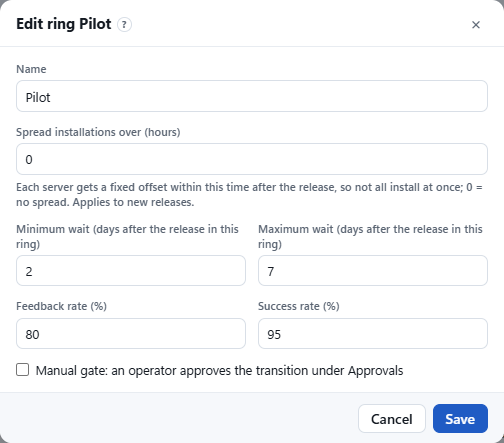 Edit ring Pilot ?
×
Name
Pilot
Spread installations over (hours)
0
Each server gets a fixed offset within this time after the release, so not all install at once; 0 =
no spread. Applies to new releases.
Minimum wait (days after the release in this
ring)
2
Maximum wait (days after the release in this
ring)
7
Feedback rate (%)
80
Success rate (%)
95
Manual gate: an operator approves the transition under Approvals
Cancel
Save